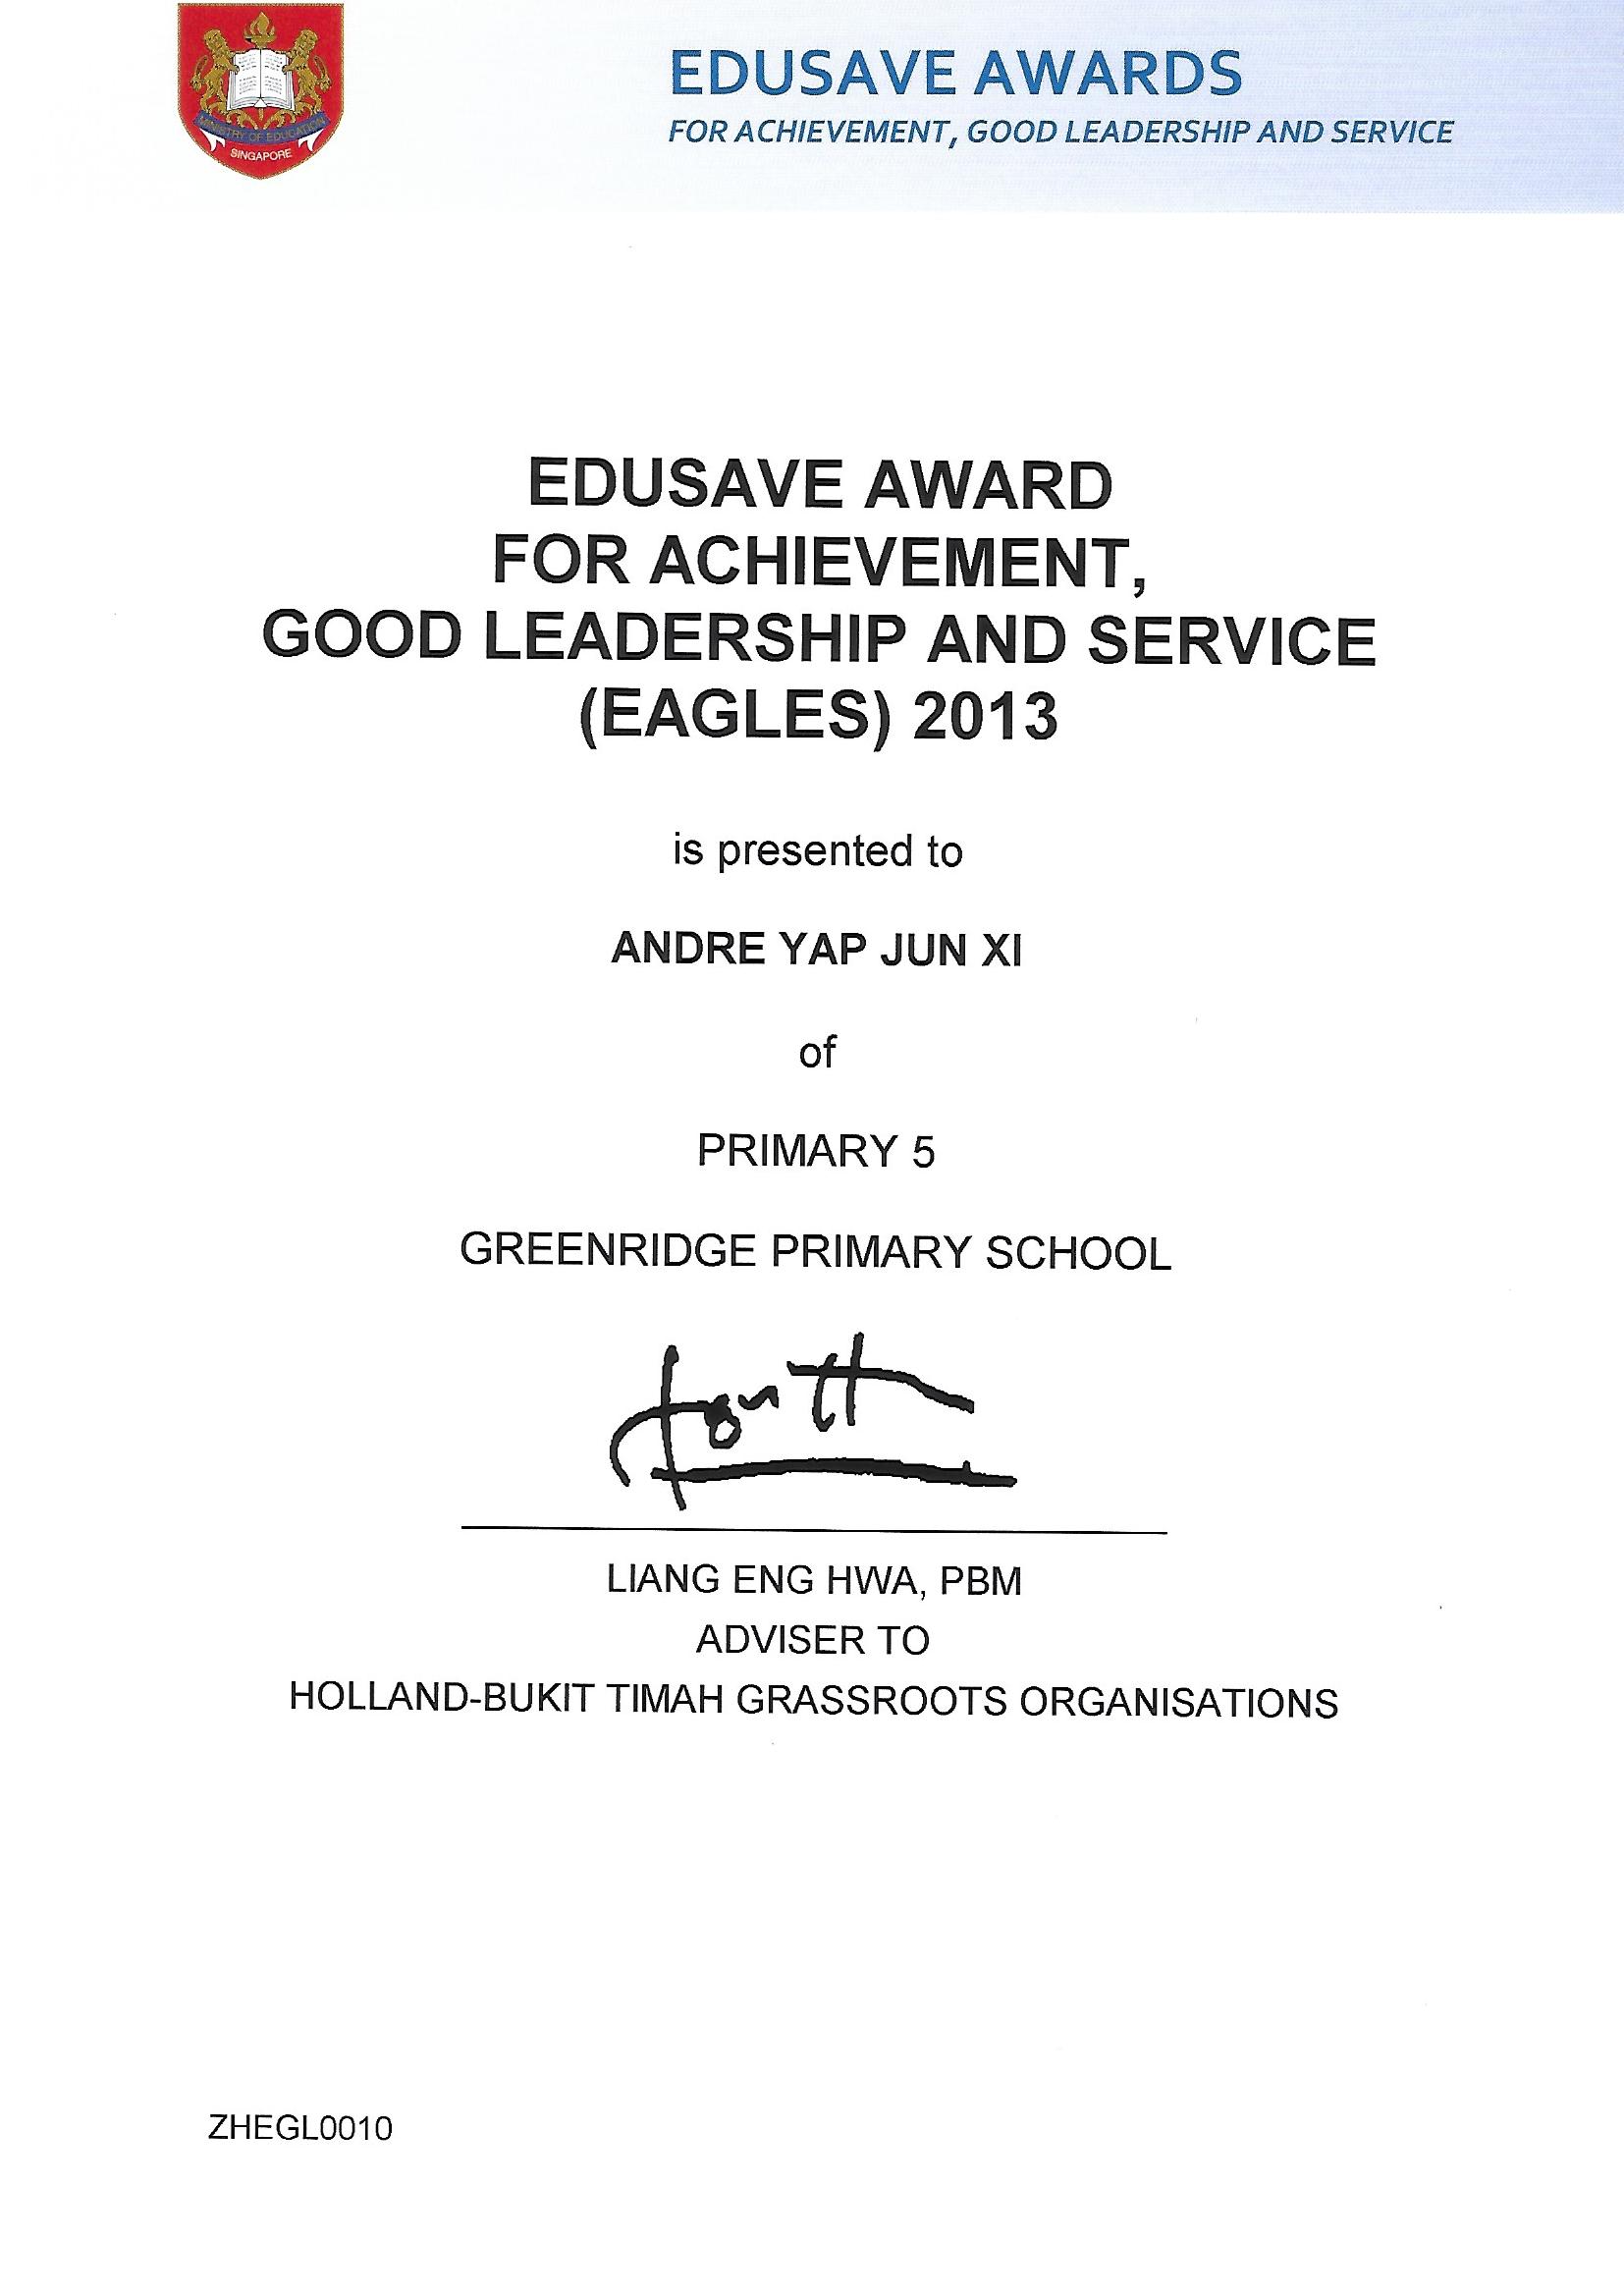 MINISTRY OF EDUCATION
SINGAPORE
EDUSAVE AWARDS
FOR ACHIEVEMENT, GOOD LEADERSHIP AND SERVICE
EDUSAVE AWARD
FOR ACHIEVEMENT,
GOOD LEADERSHIP AND SERVICE
(EAGLES) 2013
is presented to
ANDRE YAP JUN XI
of
PRIMARY 5
GREENRIDGE PRIMARY SCHOOL
LIANG ENG HWA, PBM
ADVISER TO
HOLLAND-BUKIT TIMAH GRASSROOTS ORGANISATIONS
ZHEGL0010